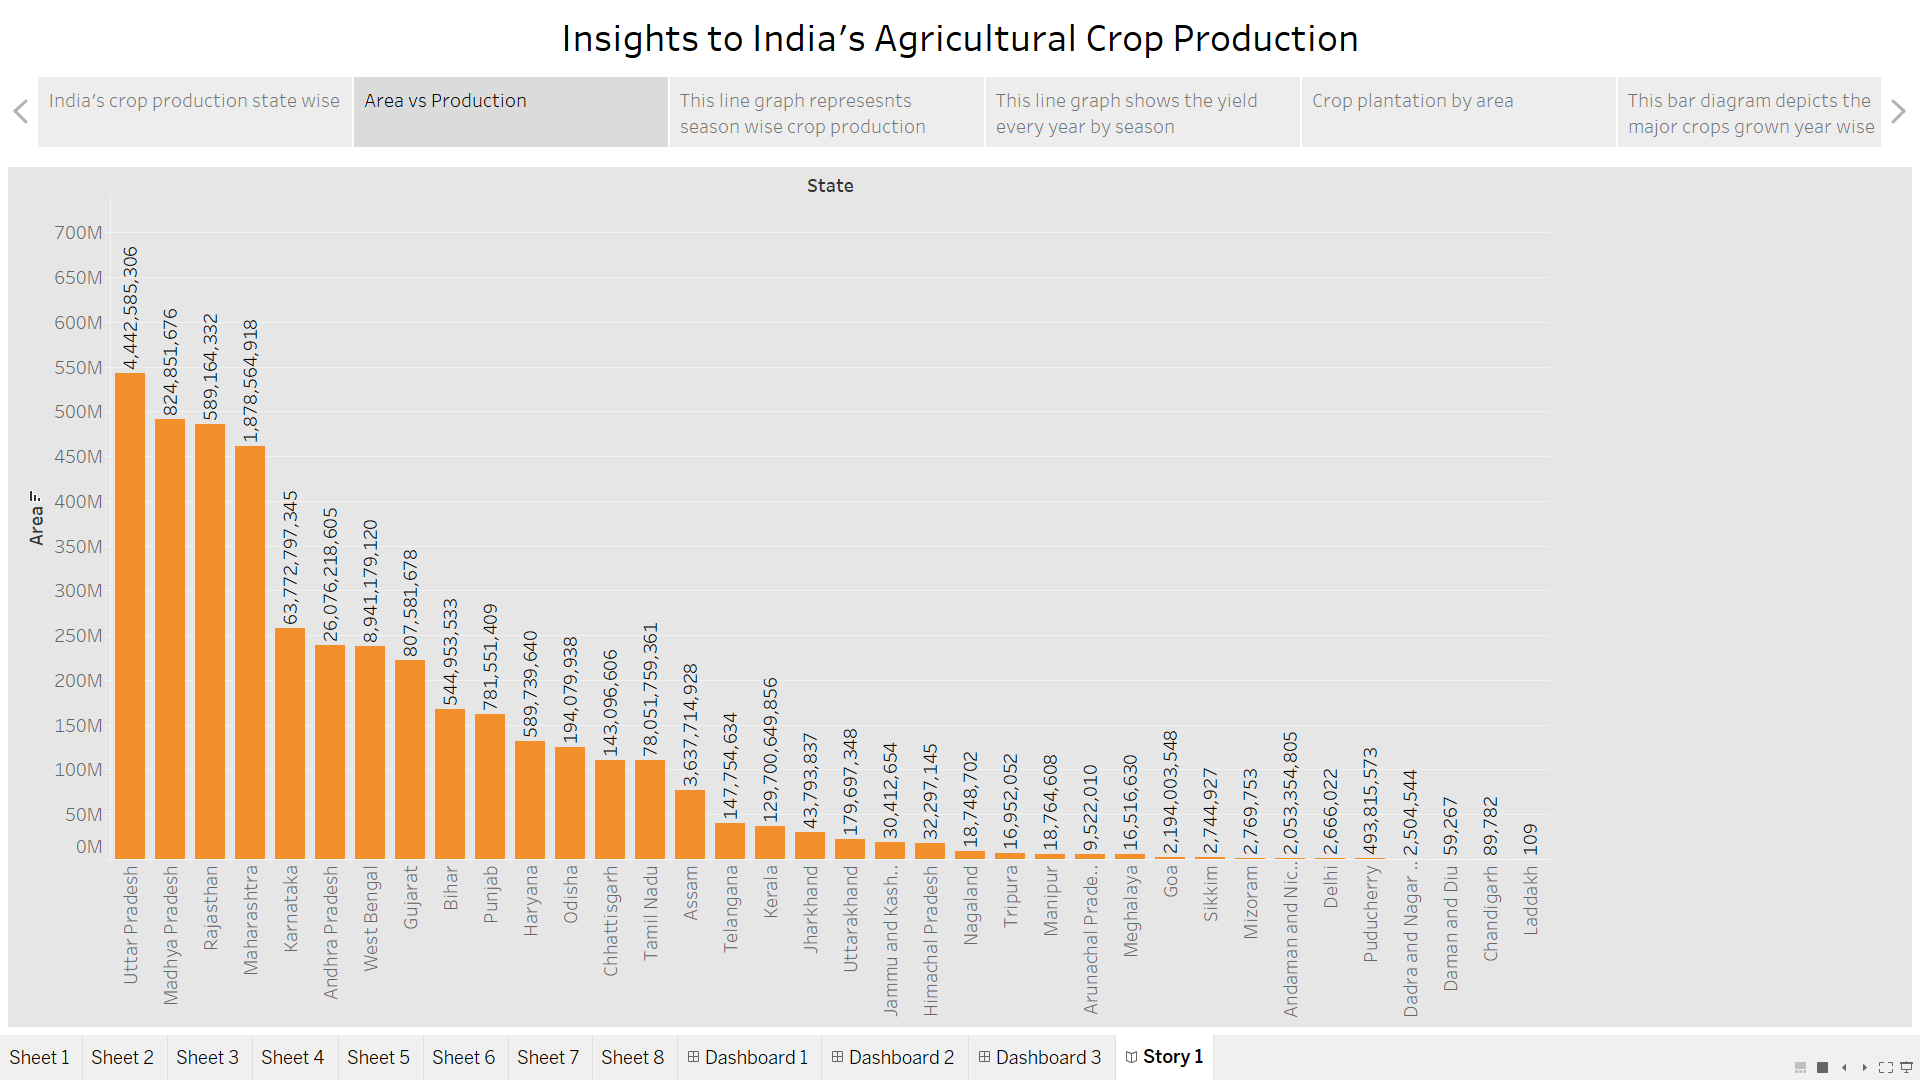 Insights to India's Agricultural Crop Production
India's crop production state wise
Area vs Production
This line graph represesnts
season wise crop production
This line graph shows the yield
every year by season
Crop plantation by area
This bar diagram depicts the
major crops grown year wise
State
Area
700M
650M
600M
550M
500M
450M
400M
350M
300M
250M
200M
150M
100M
50M
0M
4,442,585,306
824,851,676
589,164,332
1,878,564,918
63,772,797,345
26,076,218,605
8,941,179,120
807,581,678
544,953,533
781,551,409
589,739,640
194,079,938
143,096,606
78,051,759,361
3,637,714,928
147,754,634
129,700,649,856
43,793,837
179,697,348
30,412,654
32,297,145
18,748,702
16,952,052
18,764,608
9,522,010
16,516,630
2,194,003,548
2,744,927
2,769,753
2,053,354,805
2,666,022
493,815,573
2,504,544
59,267
89,782
109
Uttar Pradesh
Madhya Pradesh
Rajasthan
Maharashtra
Karnataka
Andhra Pradesh
West Bengal
Gujarat
Bihar
Punjab
Haryana
Odisha
Chhattisgarh
Tamil Nadu
Assam
Telangana
Kerala
Jharkhand
Uttarakhand
Jammu and Kash..
Himachal Pradesh
Nagaland
Tripura
Manipur
Arunachal Prade..
Meghalaya
Goa
Sikkim
Mizoram
Andaman and Nic..
Delhi
Puducherry
Dadra and Nagar ..
Daman and Diu
Chandigarh
Laddakh
Sheet 1
Sheet 2
Sheet 3
Sheet 4
Sheet 5
Sheet 6
Sheet 7
Sheet 8
Dashboard 1
Dashboard 2
Dashboard 3
Story 1